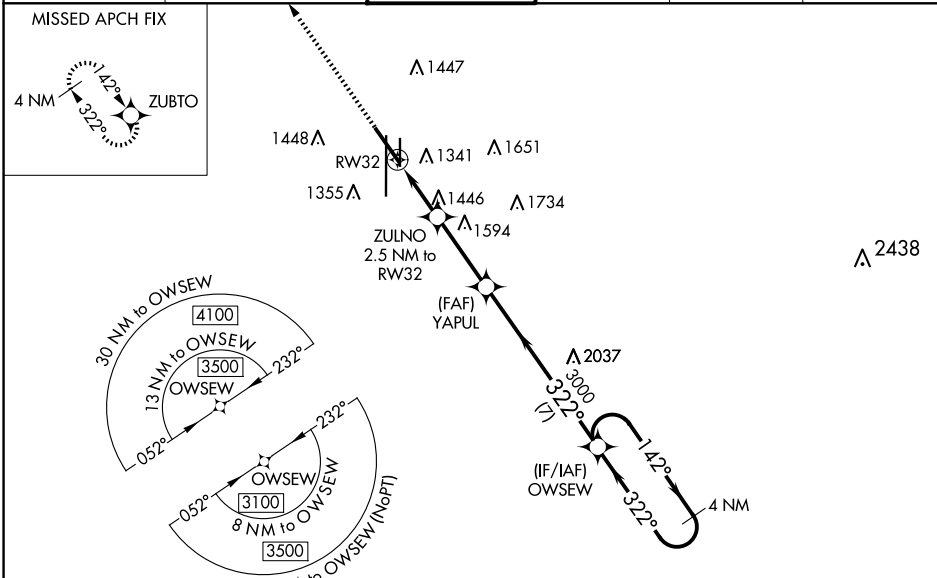 MISSED APCH FIX
4 NM
142°
322°
ZUBTO
1447
1448
RW32
1341
1651
1355
1446
1734
1594
ZULNO
2.5 NM to
RW32
2438
(FAF)
YAPUL
30 NM to OWSEW
4100
13 NM to OWSEW
3500
OWSEW
232°
052°
2037
3000
322°
(7)
232°
OWSEW
052°
3100
8 NM to OWSEW
3500
to OWSEW (NoPT)
(IF/IAF)
OWSEW
142°
322°
4 NM